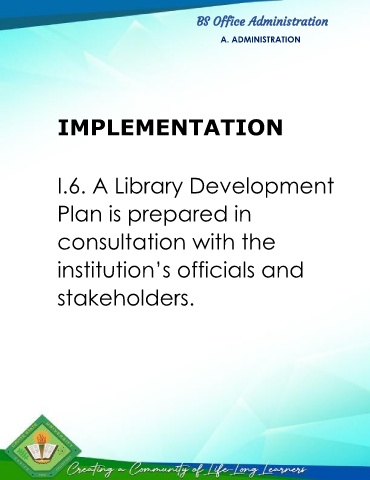 BS Office Administration
A. ADMINISTRATION
IMPLEMENTATION
I.6. A Library Development
Plan is prepared in
consultation with the
institution's officials and
stakeholders.
Creating a Community of Life-Long Learners